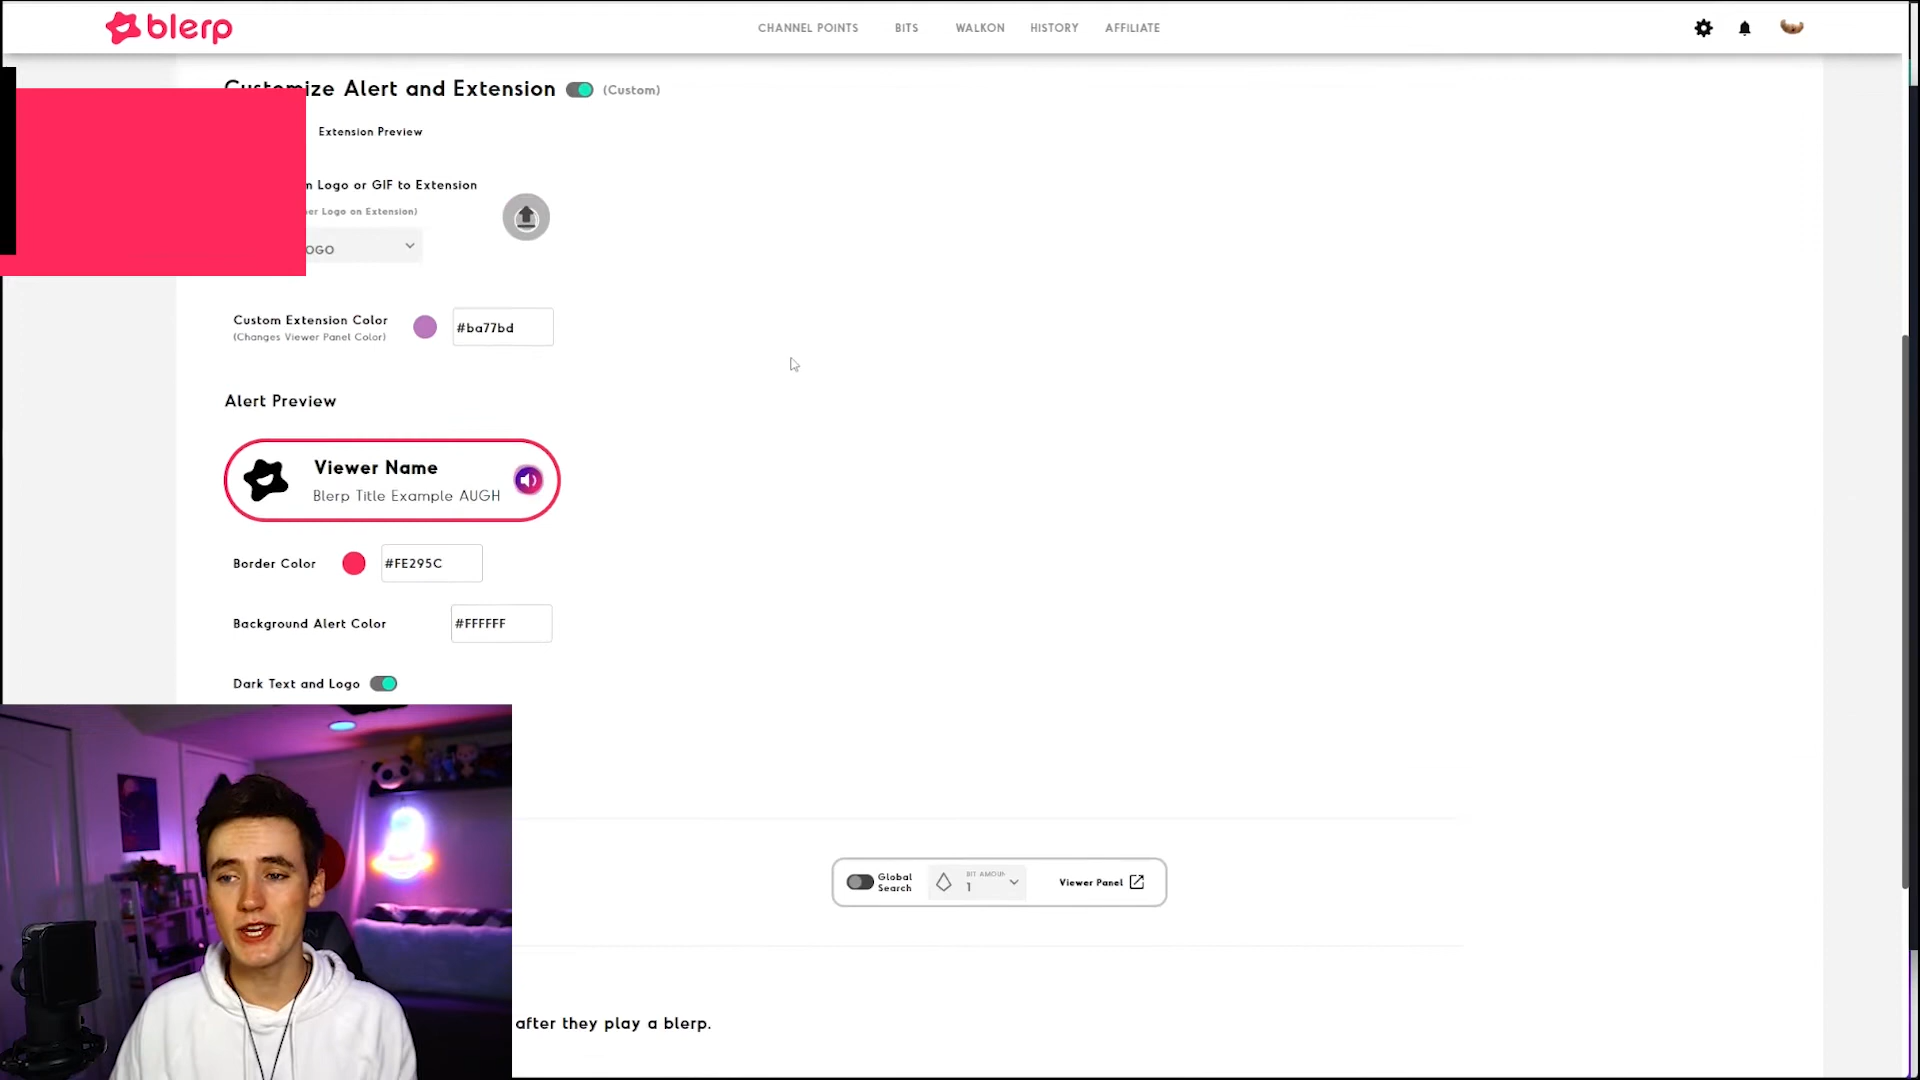 blerp
CHANNEL POINTS BITS WALKON HISTORY AFFILIATE
Customize Alert and Extension (Custom)
Extension Preview
Logo or GIF to Extension
Logo on Extension)
OGO
Custom Extension Color
(Changes Viewer Panel Color)
#ba77bd
Alert Preview
Viewer Name
Blerp Title Example AUGH
Border Color #FE295C
Background Alert Color #FFFFFF
Dark Text and Logo
Global
Search
BIT AMOUN
1
Viewer Panel
after they play a blerp.